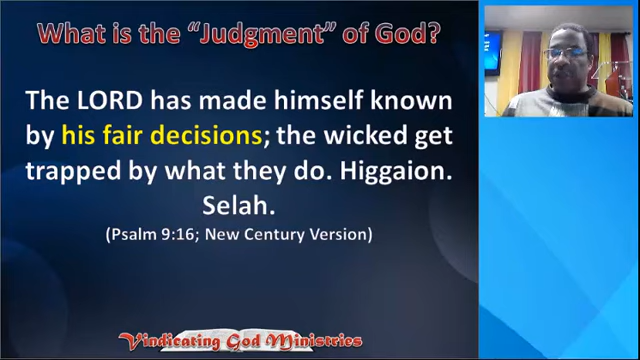 What is the “Judgment” of God?
The LORD has made himself known
by his fair decisions; the wicked get
trapped by what they do. Higgaion.
Selah.
(Psalm 9:16; New Century Version)
Vindicating God Ministries